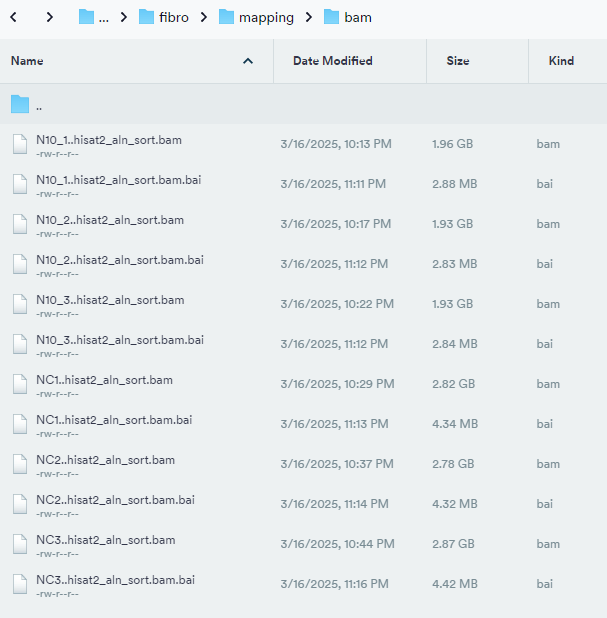 ... fibro mapping bam
Name Date Modified Size Kind
..
N10_1..hisat2_aln_sort.bam 3/16/2025, 10:13 PM 1.96 GB bam
-rw-r--r--
N10_1..hisat2_aln_sort.bam.bai 3/16/2025, 11:11 PM 2.88 MB bai
-rw-r--r--
N10_2..hisat2_aln_sort.bam 3/16/2025, 10:17 PM 1.93 GB bam
-rw-r--r--
N10_2..hisat2_aln_sort.bam.bai 3/16/2025, 11:12 PM 2.83 MB bai
-rw-r--r--
N10_3..hisat2_aln_sort.bam 3/16/2025, 10:22 PM 1.93 GB bam
-rw-r--r--
N10_3..hisat2_aln_sort.bam.bai 3/16/2025, 11:12 PM 2.84 MB bai
-rw-r--r--
NC1..hisat2_aln_sort.bam 3/16/2025, 10:29 PM 2.82 GB bam
-rw-r--r--
NC1..hisat2_aln_sort.bam.bai 3/16/2025, 11:13 PM 4.34 MB bai
-rw-r--r--
NC2..hisat2_aln_sort.bam 3/16/2025, 10:37 PM 2.78 GB bam
-rw-r--r--
NC2..hisat2_aln_sort.bam.bai 3/16/2025, 11:14 PM 4.32 MB bai
-rw-r--r--
NC3..hisat2_aln_sort.bam 3/16/2025, 10:44 PM 2.87 GB bam
-rw-r--r--
NC3..hisat2_aln_sort.bam.bai 3/16/2025, 11:16 PM 4.42 MB bai
-rw-r--r--